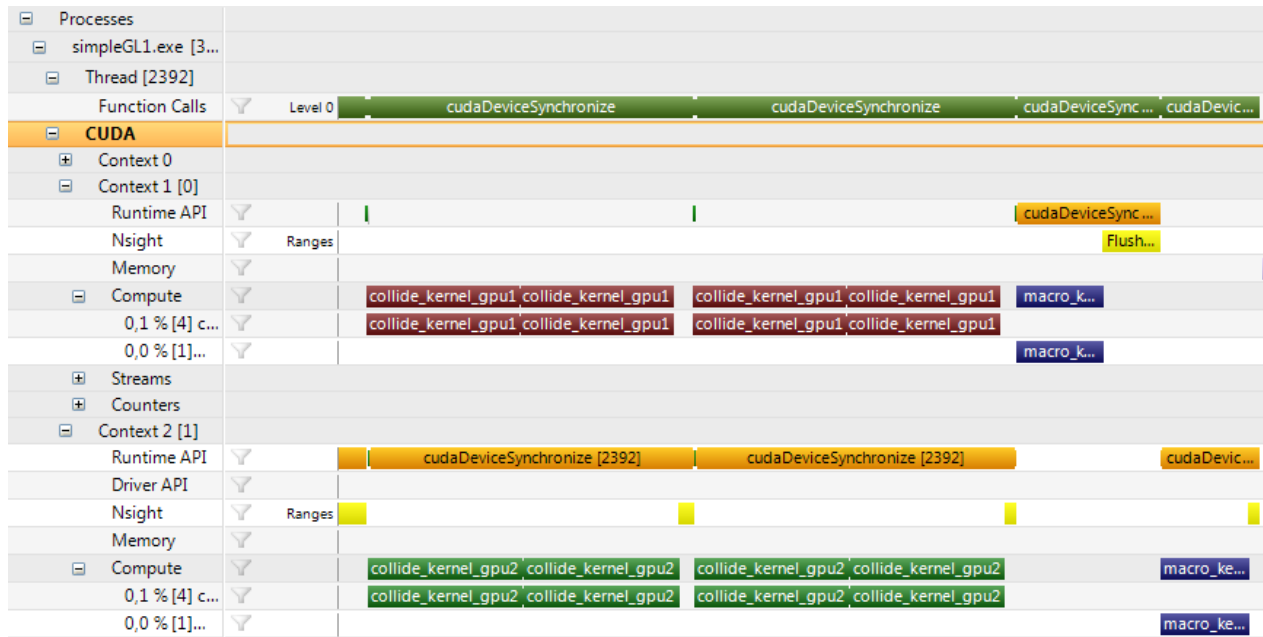 Processes
simpleGL1.exe [3...
Thread [2392]
Function Calls Level 0 cudaDeviceSynchronize cudaDeviceSynchronize cudaDeviceSync ... cudaDevic...
CUDA
Context 0
Context 1 [0]
Runtime API cudaDeviceSync ...
Nsight Ranges Flush...
Memory
Compute collide_kernel_gpu1 collide_kernel_gpu1 collide_kernel_gpu1 collide_kernel_gpu1 macro_k...
0,1 % [4] c... collide_kernel_gpu1 collide_kernel_gpu1 collide_kernel_gpu1 collide_kernel_gpu1
0,0 % [1]... macro_k...
Streams
Counters
Context 2 [1]
Runtime API cudaDeviceSynchronize [2392] cudaDeviceSynchronize [2392] cudaDevic...
Driver API
Nsight Ranges
Memory
Compute collide_kernel_gpu2 collide_kernel_gpu2 collide_kernel_gpu2 collide_kernel_gpu2 macro_ke...
0,1 % [4] c... collide_kernel_gpu2 collide_kernel_gpu2 collide_kernel_gpu2 collide_kernel_gpu2
0,0 % [1]... macro_ke...